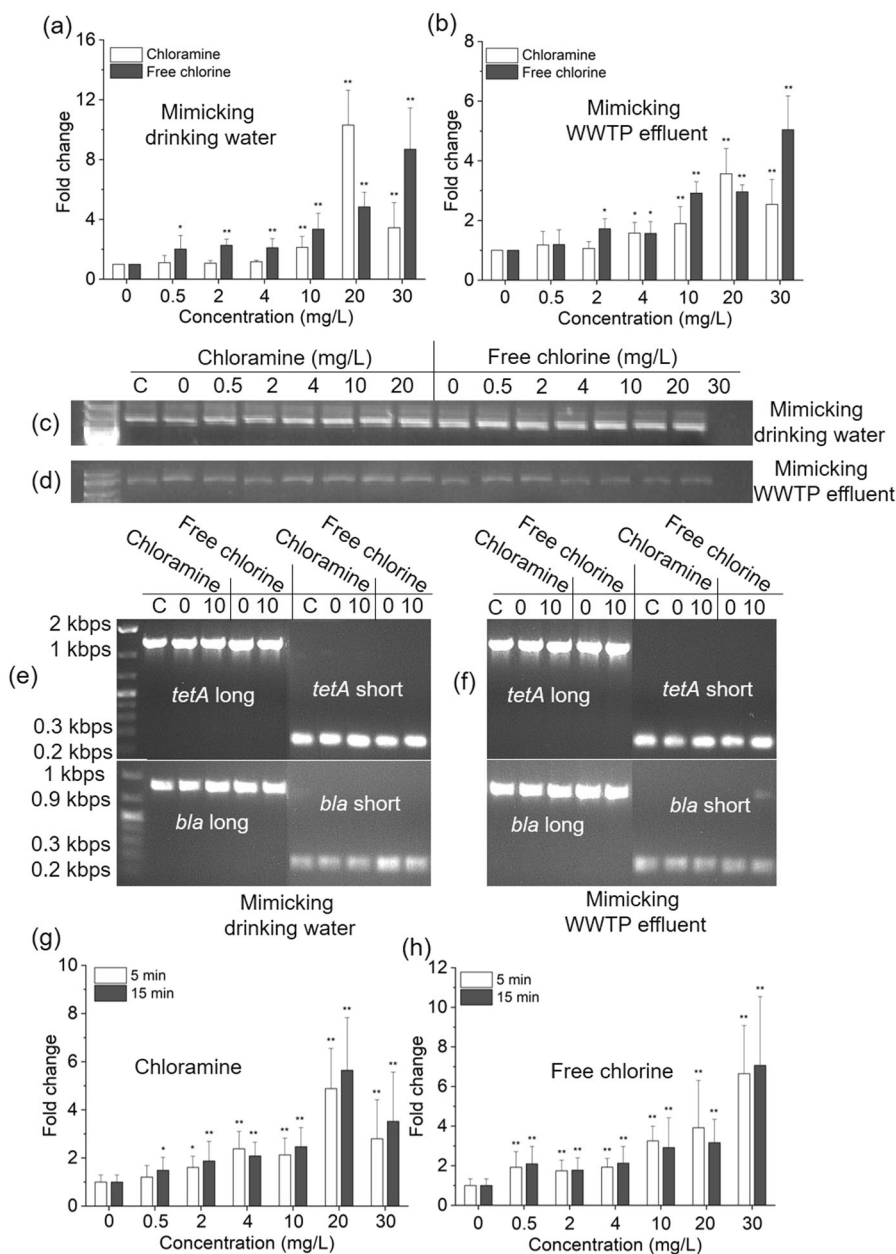 (a)
16
12
8
4
0
Fold change
Chloramine
Free chlorine
Mimicking
drinking water
** ** ** ** ** ** ** ** ** *
0 0.5 2 4 10 20 30
Concentration (mg/L)
(b)
8
6
4
2
0
Fold change
Chloramine
Free chlorine
Mimicking
WWTP effluent
* * * ** ** ** ** ** **
0 0.5 2 4 10 20 30
Concentration (mg/L)
Chloramine (mg/L) Free chlorine (mg/L)
C 0 0.5 2 4 10 20 0 0.5 2 4 10 20 30
(c)
Mimicking
drinking water
(d)
Mimicking
WWTP effluent
Chloramine Free chlorine Chloramine Free chlorine
C 0 10 0 10 C 0 10 0 10
(e)
2 kbps
1 kbps
0.3 kbps
0.2 kbps
tetA long tetA short
1 kbps
0.9 kbps
0.3 kbps
0.2 kbps
bla long bla short
Mimicking
drinking water
Chloramine Free chlorine Chloramine Free chlorine
C 0 10 0 10 C 0 10 0 10
(f)
tetA long tetA short
bla long bla short
Mimicking
WWTP effluent
(g)
10
8
6
4
2
0
Fold change
5 min
15 min
Chloramine
* * ** ** ** ** ** ** ** ** **
0 0.5 2 4 10 20 30
Concentration (mg/L)
(h)
12
10
8
6
4
2
0
Fold change
5 min
15 min
Free chlorine
** ** ** ** ** ** ** ** ** ** ** **
0 0.5 2 4 10 20 30
Concentration (mg/L)